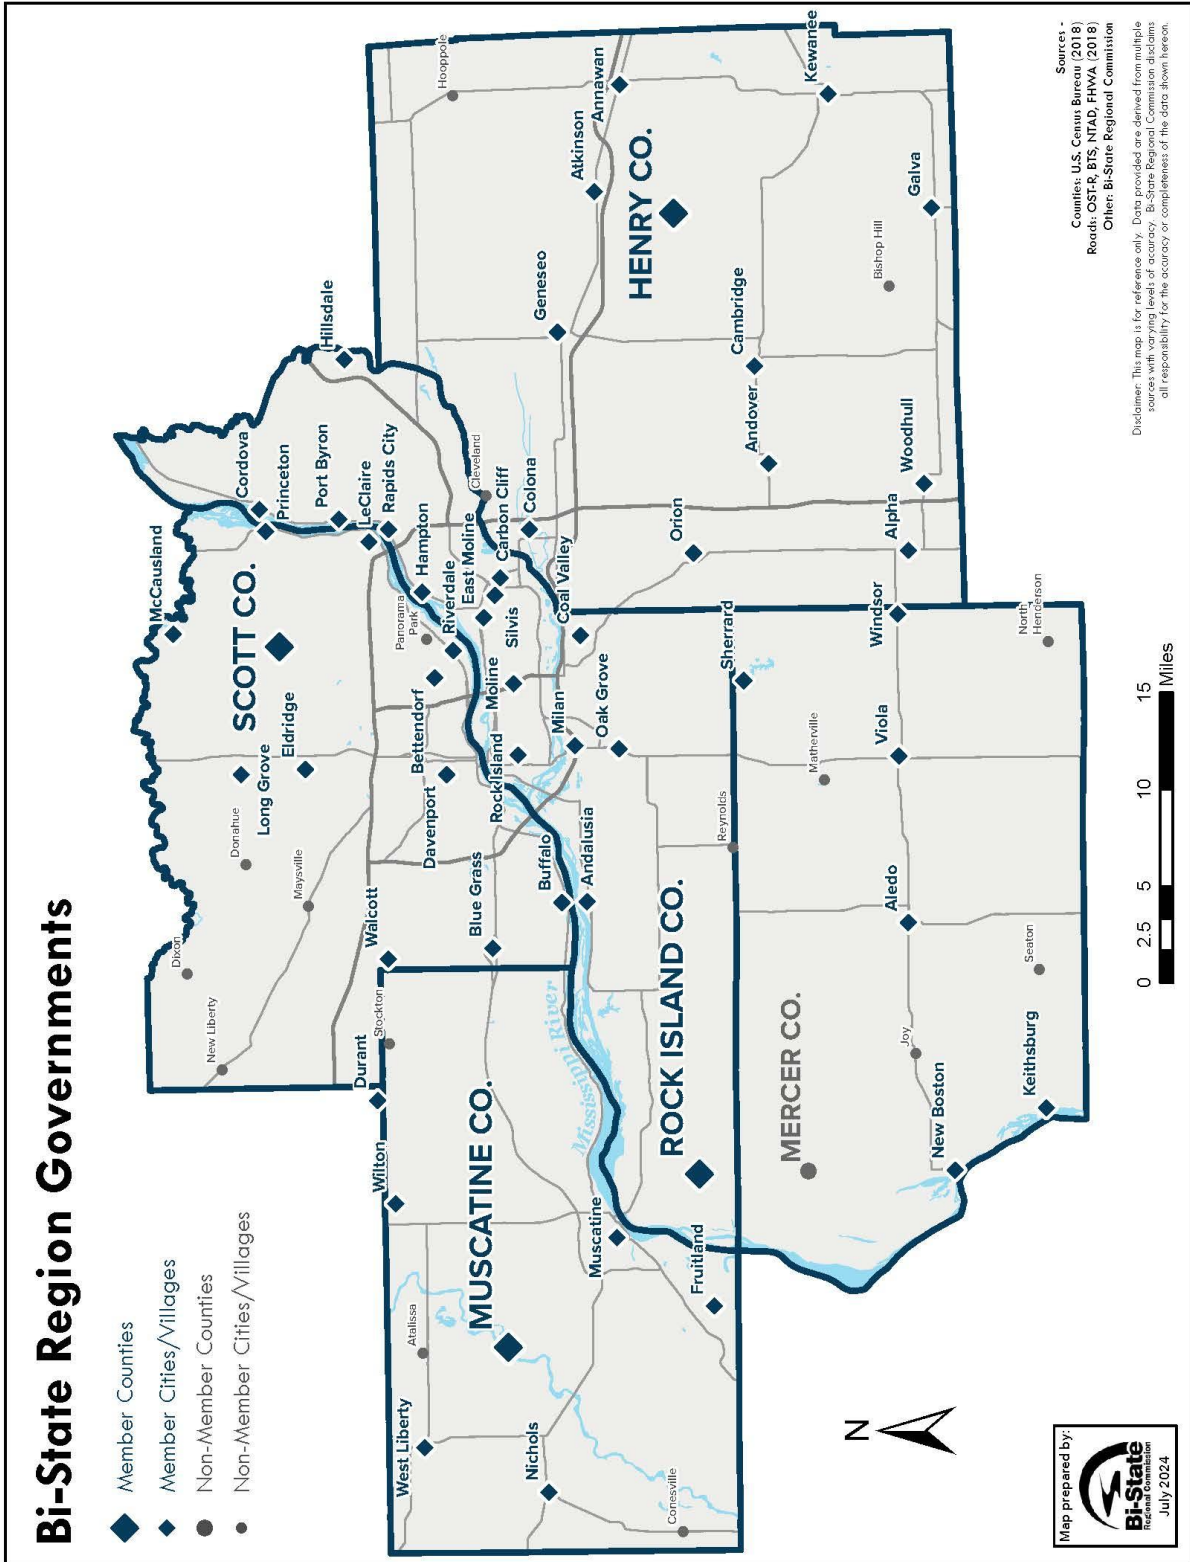 Bi-State Region Governments
Member Counties
Member Cities/Villages
Non-Member Counties
Non-Member Cities/Villages
McCausland
Dixon
New Liberty
Donahue
Long Grove
SCOTT CO.
Cordova
Princeton
Maysville
Eldridge
Port Byron
Hillsdale
LeClaire
Rapids City
Hooppole
Walcott
Durant
Stockton
Wilton
Panorama
Park
Hampton
Riverdale
Bettendorf
Davenport
East Moline
Cleveland
Carbon Cliff
Silvis
Colona
Moline
Rock Island
Blue Grass
Buffalo
Andalusia
Milan
Coal Valley
Oak Grove
Geneseo
Atkinson
Annawan
HENRY CO.
Kewanee
Atalissa
West Liberty
MUSCATINE CO.
Nichols
Conesville
Mississippi River
Muscatine
Fruitland
ROCK ISLAND CO.
Reynolds
Sherrard
Orion
Andover
Cambridge
Bishop Hill
Galva
Woodhull
Alpha
Windsor
Matherville
Viola
MERCER CO.
Aledo
Joy
New Boston
Seaton
Keithsburg
North
Henderson
N
0 2.5 5 10 15
Miles
Sources -
Counties: U.S. Census Bureau (2018)
Roads: OST-R, BTS, NTAD, FHWA (2018)
Other: Bi-State Regional Commission
Disclaimer: This map is for reference only. Data provided are derived from multiple
sources with varying levels of accuracy. Bi-State Regional Commission disclaims
all responsibility for the accuracy or completeness of the data shown hereon.
Map prepared by:
Bi-State
Regional Commission
July 2024